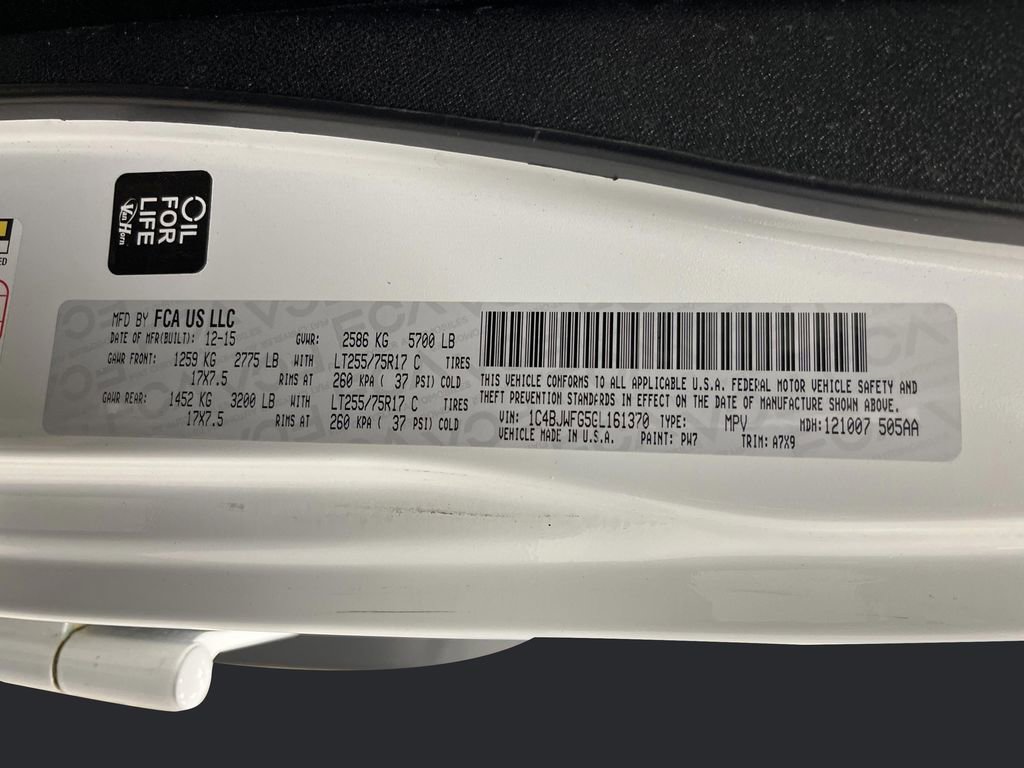 OIL
FOR
LIFE
Van Horn
ED
MFD BY FCA US LLC
DATE OF MFR(BUILT): 12-15 GVWR: 2586 KG 5700 LB
GAWR FRONT: 1259 KG 2775 LB WITH LT255/75R17 C TIRES
17X7.5 RIMS AT 260 KPA ( 37 PSI) COLD
GAWR REAR: 1452 KG 3200 LB WITH LT255/75R17 C TIRES
17X7.5 RIMS AT 260 KPA ( 37 PSI) COLD
THIS VEHICLE CONFORMS TO ALL APPLICABLE U.S.A. FEDERAL MOTOR VEHICLE SAFETY AND
THEFT PREVENTION STANDARDS IN EFFECT ON THE DATE OF MANUFACTURE SHOWN ABOVE.
VIN: 1C4BJWFG5GL161370 TYPE: MPV MDH:121007 505AA
VEHICLE MADE IN U.S.A. PAINT: PW7 TRIM: A7X9